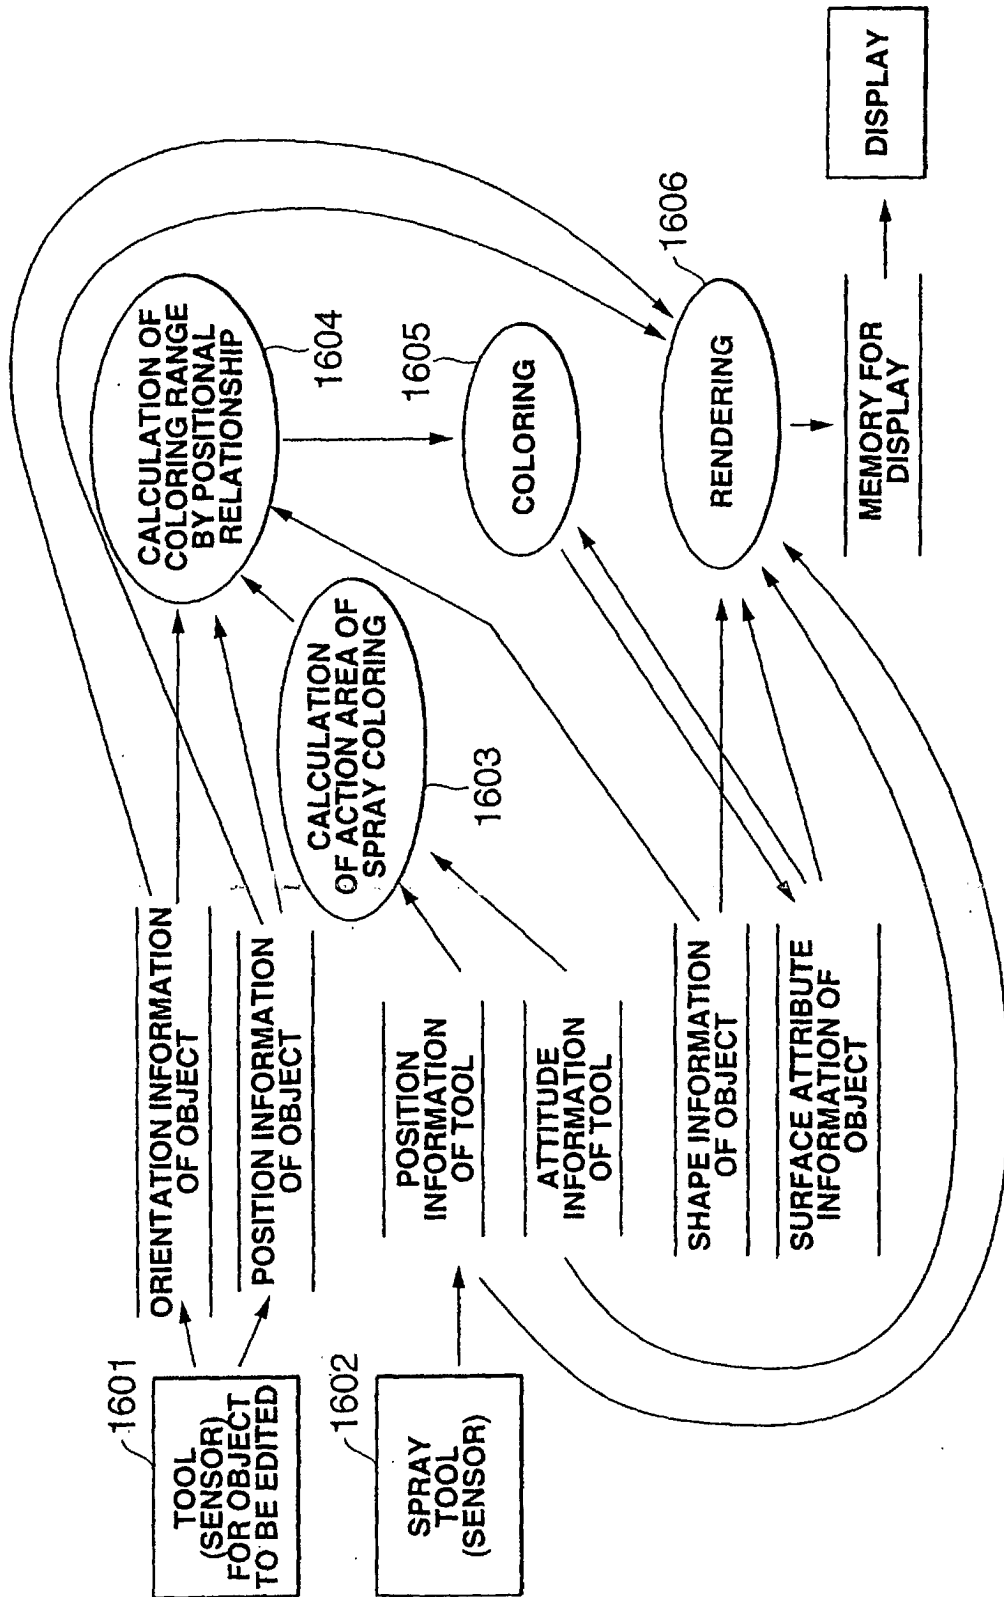 1601
TOOL
(SENSOR)
FOR OBJECT
TO BE EDITED
ORIENTATION INFORMATION
OF OBJECT
POSITION INFORMATION
OF OBJECT
1602
SPRAY
TOOL
(SENSOR)
POSITION
INFORMATION
OF TOOL
ATTITUDE
INFORMATION
OF TOOL
SHAPE INFORMATION
OF OBJECT
SURFACE ATTRIBUTE
INFORMATION OF
OBJECT
CALCULATION
OF ACTION AREA OF
SPRAY COLORING
1603
CALCULATION OF
COLORING RANGE
BY POSITIONAL
RELATIONSHIP
1604
1605
COLORING
1606
RENDERING
MEMORY FOR
DISPLAY
DISPLAY